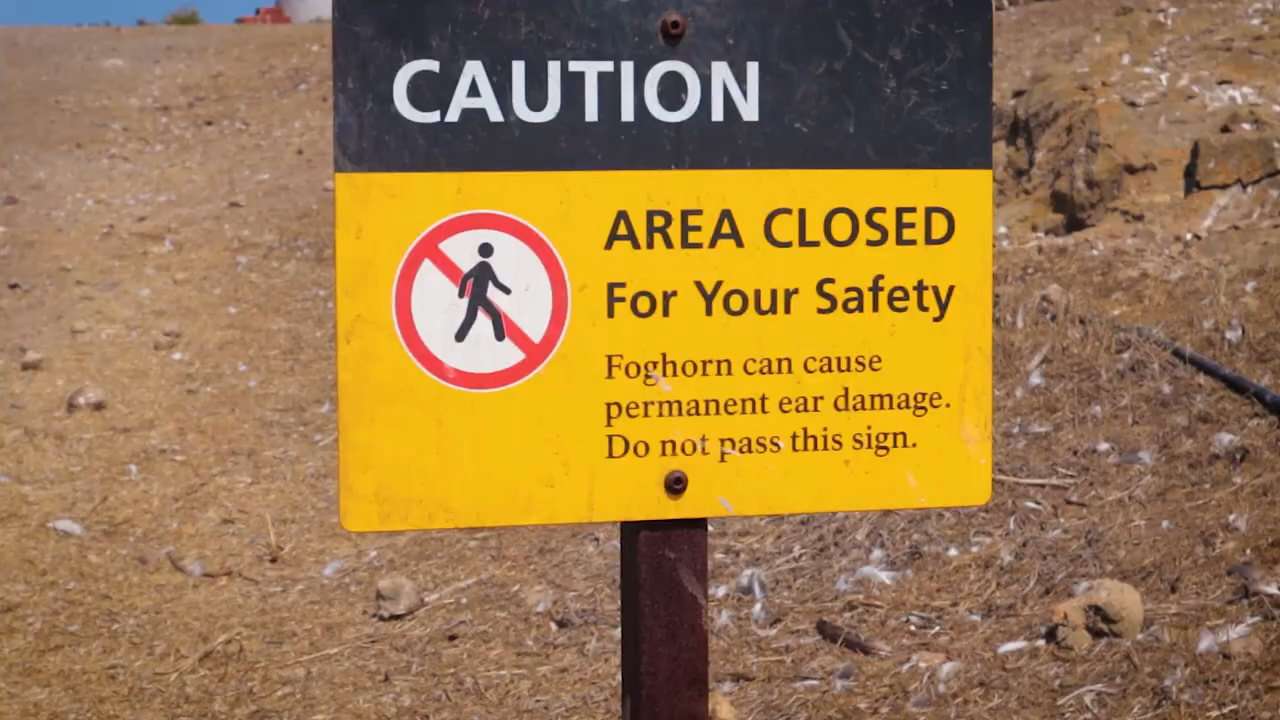 CAUTION
AREA CLOSED
For Your Safety
Foghorn can cause
permanent ear damage.
Do not pass this sign.